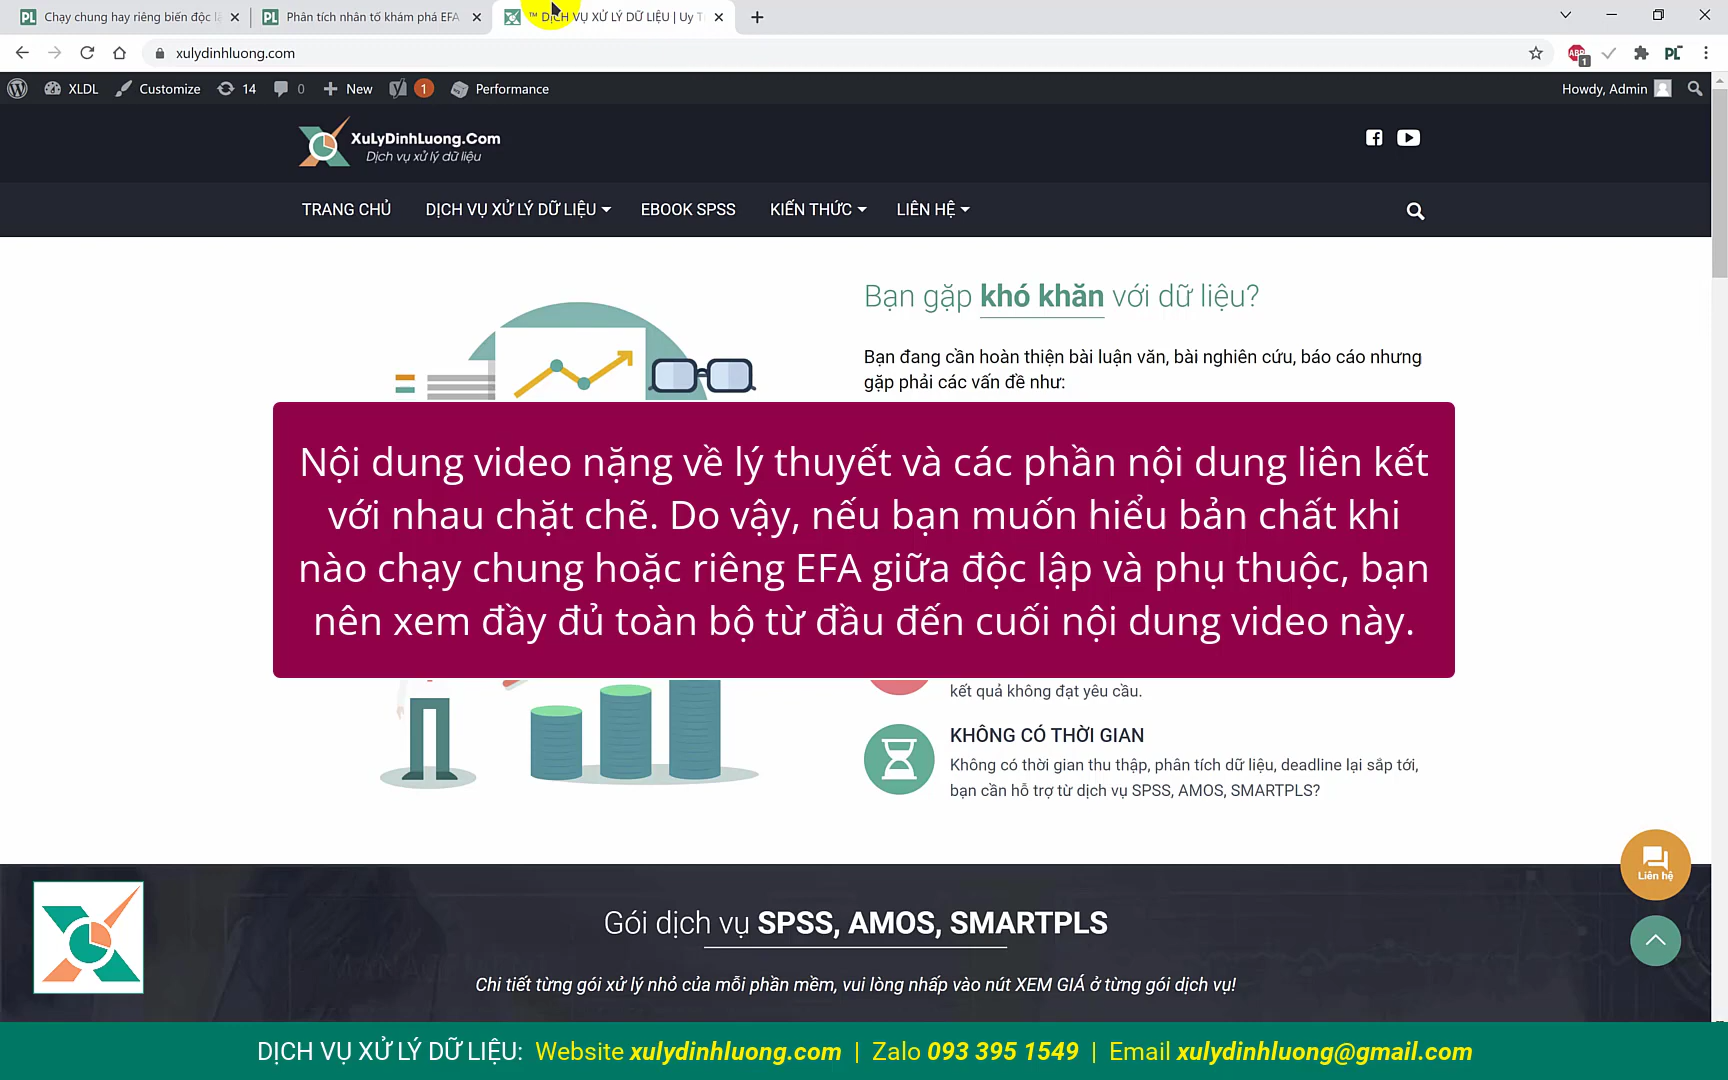 Chạy chung hay riêng biến độc l
Phân tích nhân tố khám phá EFA
™ DỊCH VỤ XỬ LÝ DỮ LIỆU | Uy T
xulydinhluong.com
ABP
1
PL
XLDL
Customize
14
0
New
1
Performance
Howdy, Admin
XuLyDinhLuong.Com
Dịch vụ xử lý dữ liệu
TRANG CHỦ
DỊCH VỤ XỬ LÝ DỮ LIỆU
EBOOK SPSS
KIẾN THỨC
LIÊN HỆ
Bạn gặp khó khăn với dữ liệu?
Bạn đang cần hoàn thiện bài luận văn, bài nghiên cứu, báo cáo nhưng
gặp phải các vấn đề như:
Nội dung video nặng về lý thuyết và các phần nội dung liên kết
với nhau chặt chẽ. Do vậy, nếu bạn muốn hiểu bản chất khi
nào chạy chung hoặc riêng EFA giữa độc lập và phụ thuộc, bạn
nên xem đầy đủ toàn bộ từ đầu đến cuối nội dung video này.
kết quả không đạt yêu cầu.
KHÔNG CÓ THỜI GIAN
Không có thời gian thu thập, phân tích dữ liệu, deadline lại sắp tới,
bạn cần hỗ trợ từ dịch vụ SPSS, AMOS, SMARTPLS?
Liên hệ
Gói dịch vụ SPSS, AMOS, SMARTPLS
Chi tiết từng gói xử lý nhỏ của mỗi phần mềm, vui lòng nhấp vào nút XEM GIÁ ở từng gói dịch vụ!
DỊCH VỤ XỬ LÝ DỮ LIỆU: Website xulydinhluong.com | Zalo 093 395 1549 | Email xulydinhluong@gmail.com